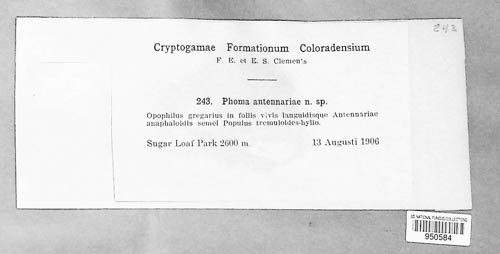 243
Cryptogamae Formationum Coloradensium
F. E. et E. S. Clements
243. Phoma antennariae n. sp.
Opophilus gregarius in foliis vivis languidisque Antennariae
anaphaloidis semel Populus tremuloides-hylio.
Sugar Loaf Park 2600 m. 13 Augusti 1906
US NATIONAL FUNGUS COLLECTIONS
950584